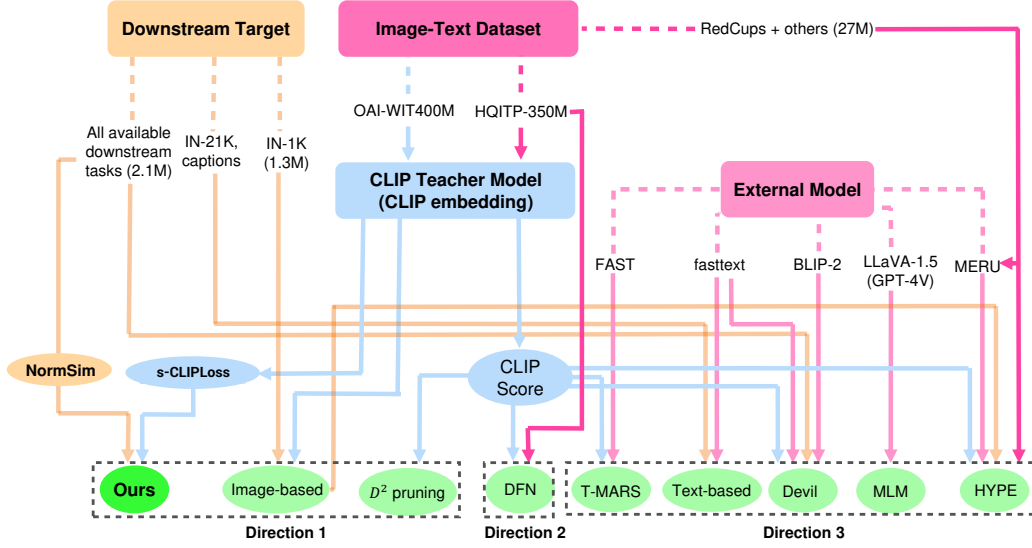 Downstream Target
Image-Text Dataset
RedCups + others (27M)
OAI-WIT400M
HQITP-350M
All available
downstream
tasks (2.1M)
IN-21K,
captions
IN-1K
(1.3M)
CLIP Teacher Model
(CLIP embedding)
External Model
FAST
fasttext
BLIP-2
LLaVA-1.5
(GPT-4V)
MERU
NormSim
s-CLIPLoss
CLIP
Score
Ours
Image-based
D² pruning
DFN
T-MARS
Text-based
Devil
MLM
HYPE
Direction 1
Direction 2
Direction 3